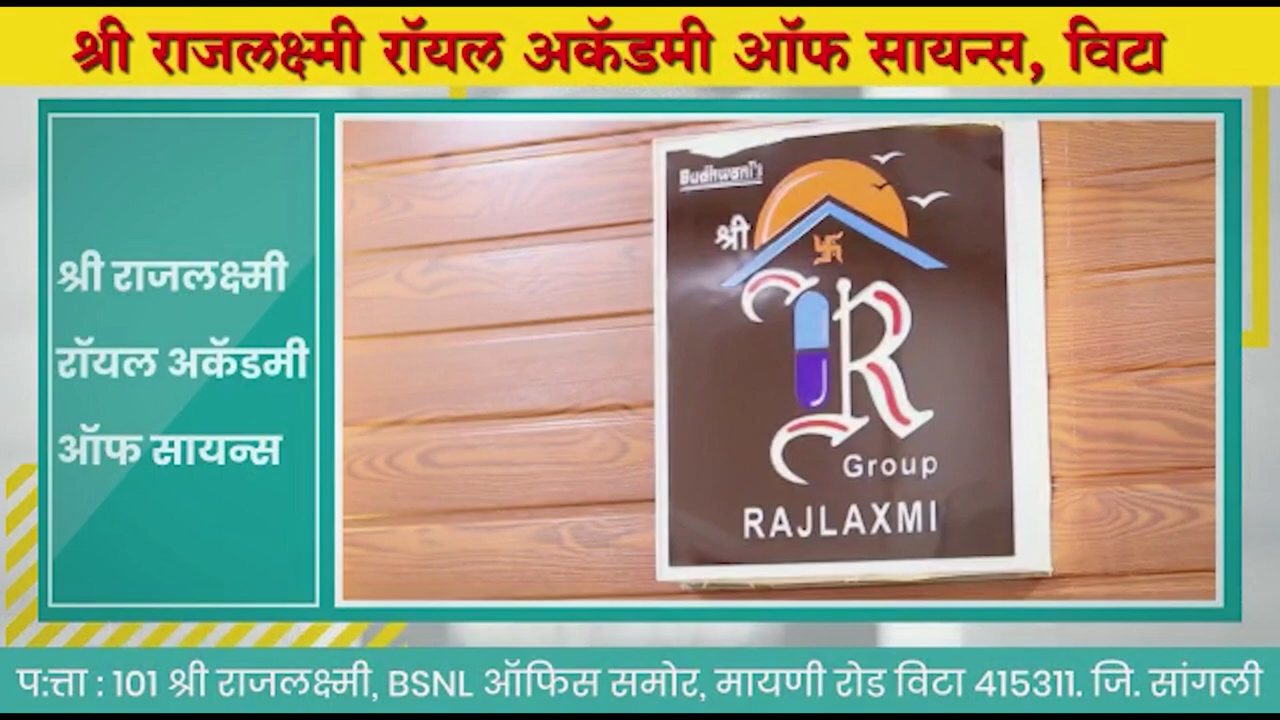 श्री राजलक्ष्मी रॉयल अकॅडमी ऑफ सायन्स, विटा
श्री राजलक्ष्मी
रॉयल अकॅडमी
ऑफ सायन्स
Budhwani's
श्री
R
Group
RAJLAXMI
प:त्ता : 101 श्री राजलक्ष्मी, BSNL ऑफिस समोर, मायणी रोड विटा 415311. जि. सांगली